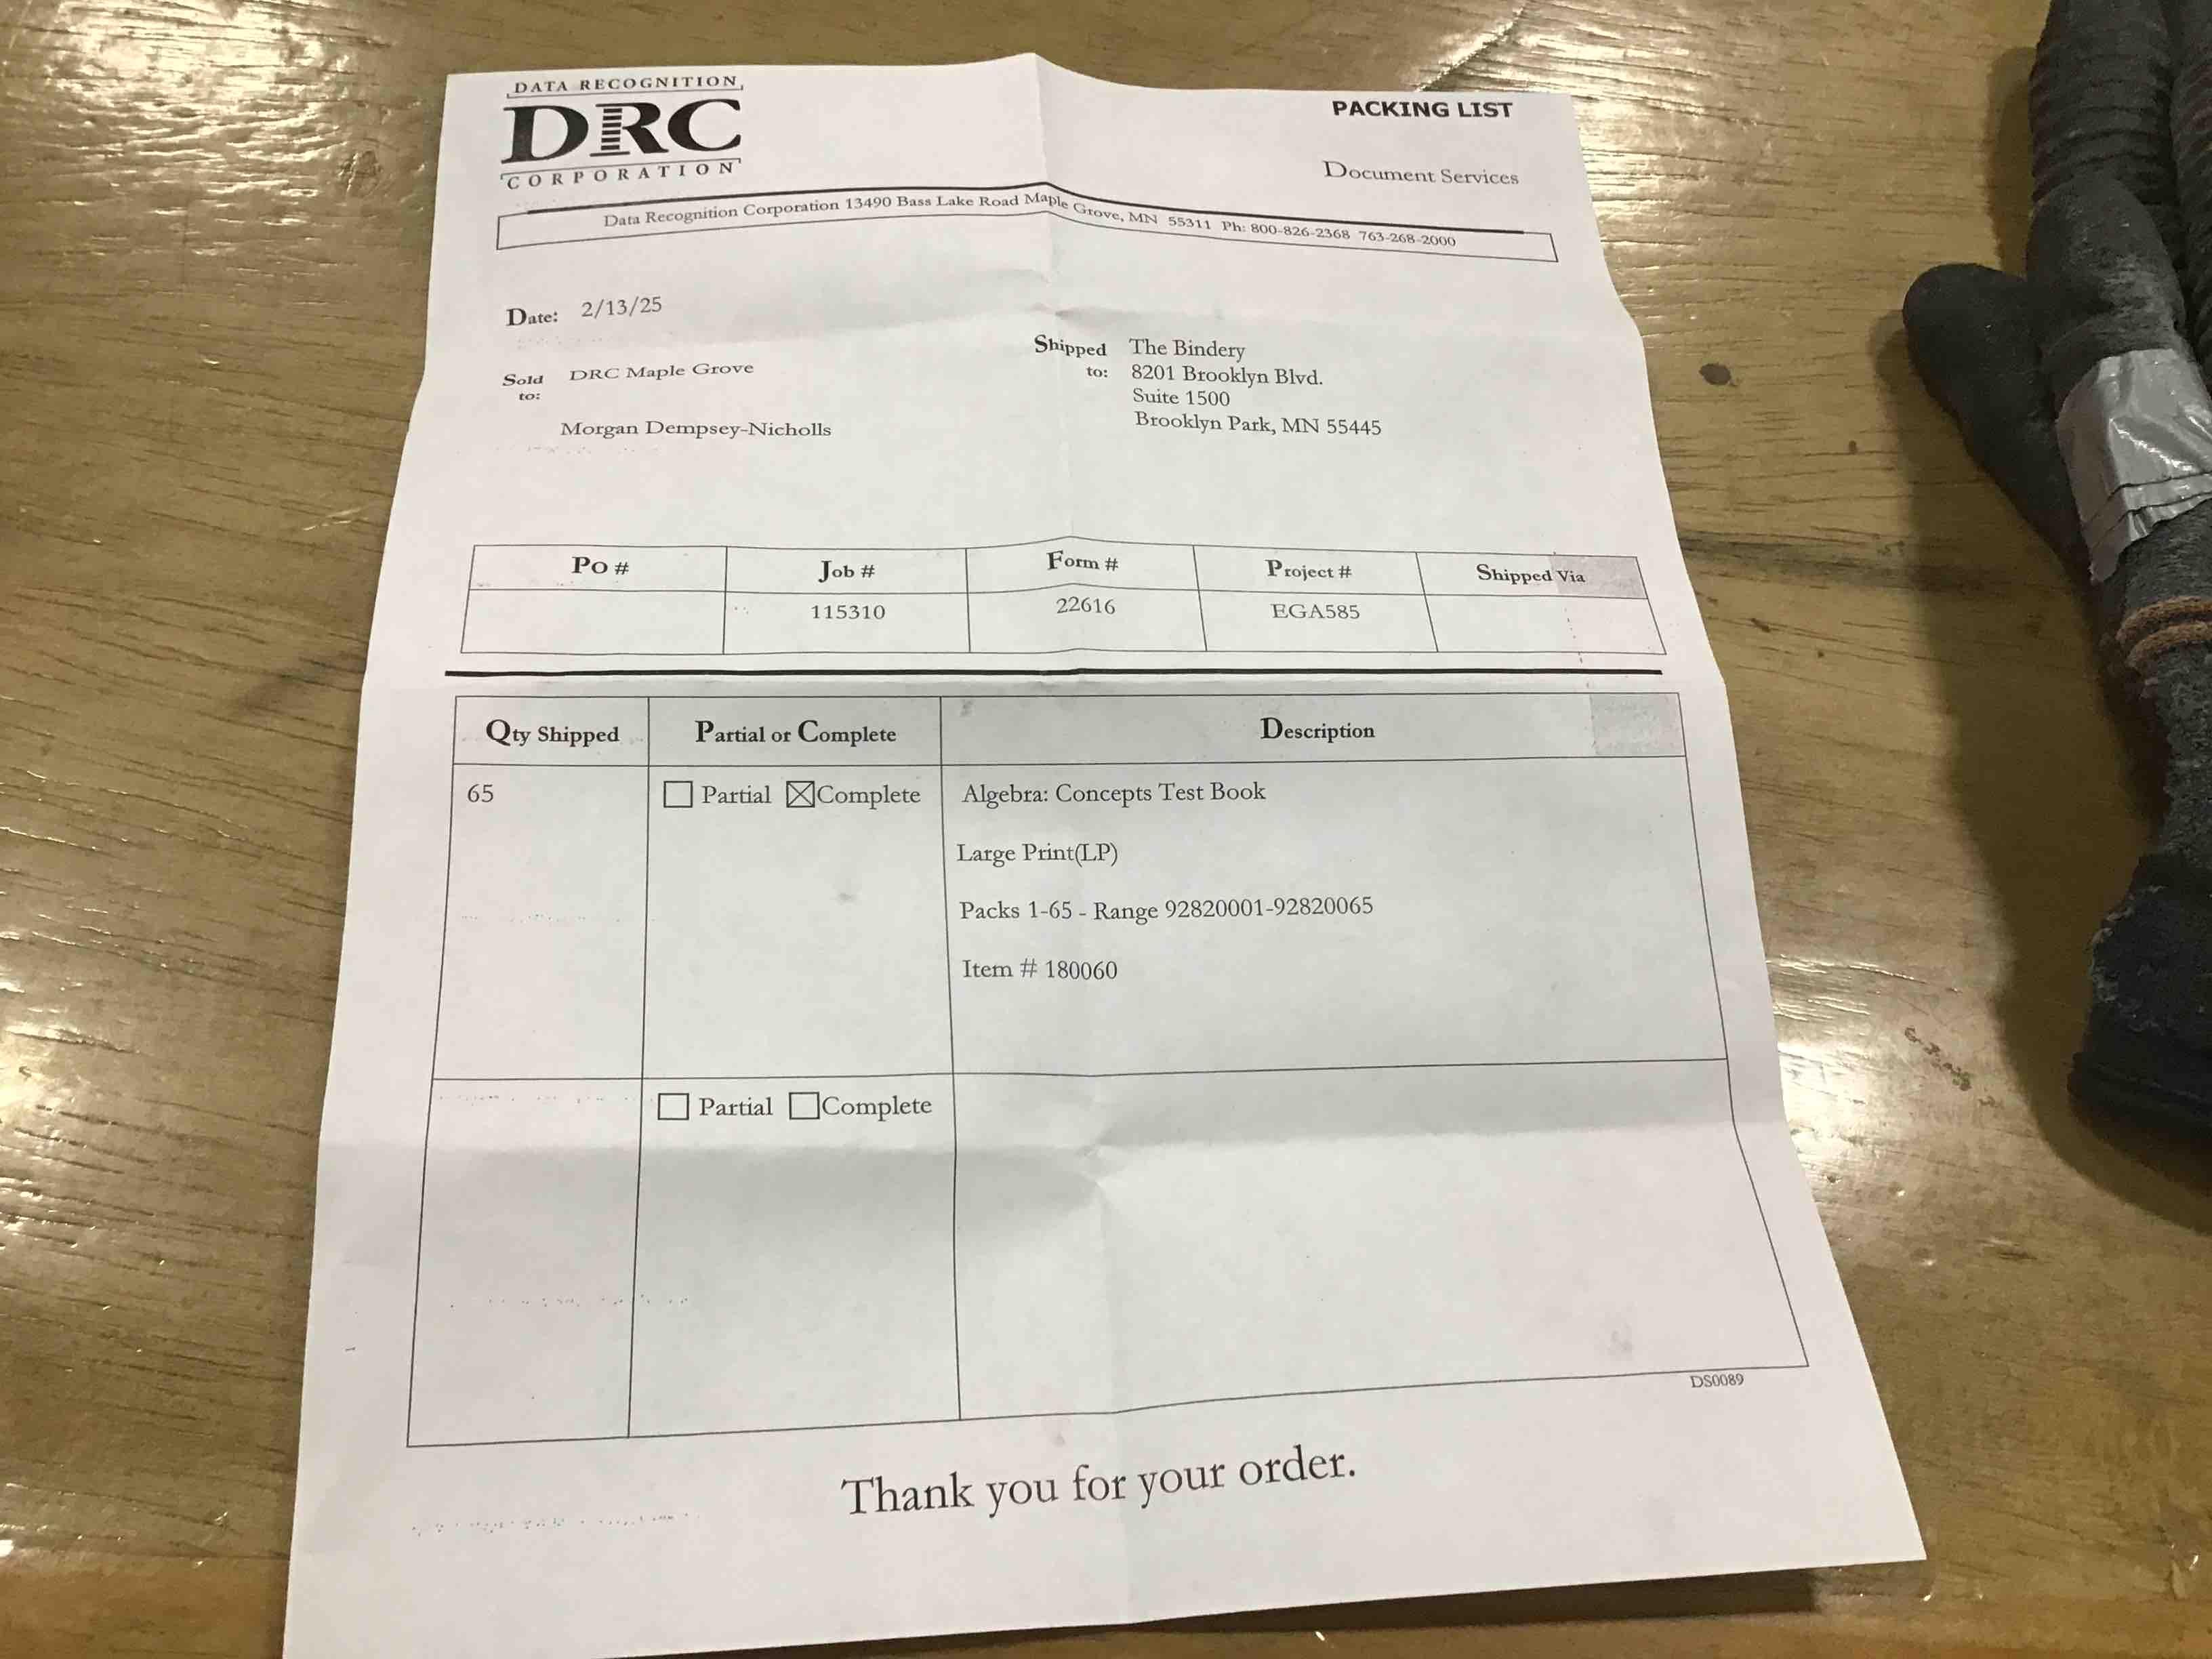 DATA RECOGNITION
DRC
CORPORATION
PACKING LIST
Document Services
Data Recognition Corporation 13490 Bass Lake Road Maple Grove, MN 55311 Ph: 800-826-2368 763-268-2000
Date: 2/13/25
Sold to: DRC Maple Grove
Morgan Dempsey-Nicholls
Shipped to: The Bindery
8201 Brooklyn Blvd.
Suite 1500
Brooklyn Park, MN 55445
Po # Job # Form # Project # Shipped Via
115310 22616 EGA585
Qty Shipped Partial or Complete Description
65 Partial Complete Algebra: Concepts Test Book
Large Print(LP)
Packs 1-65 - Range 92820001-92820065
Item # 180060
Partial Complete
DS0089
Thank you for your order.